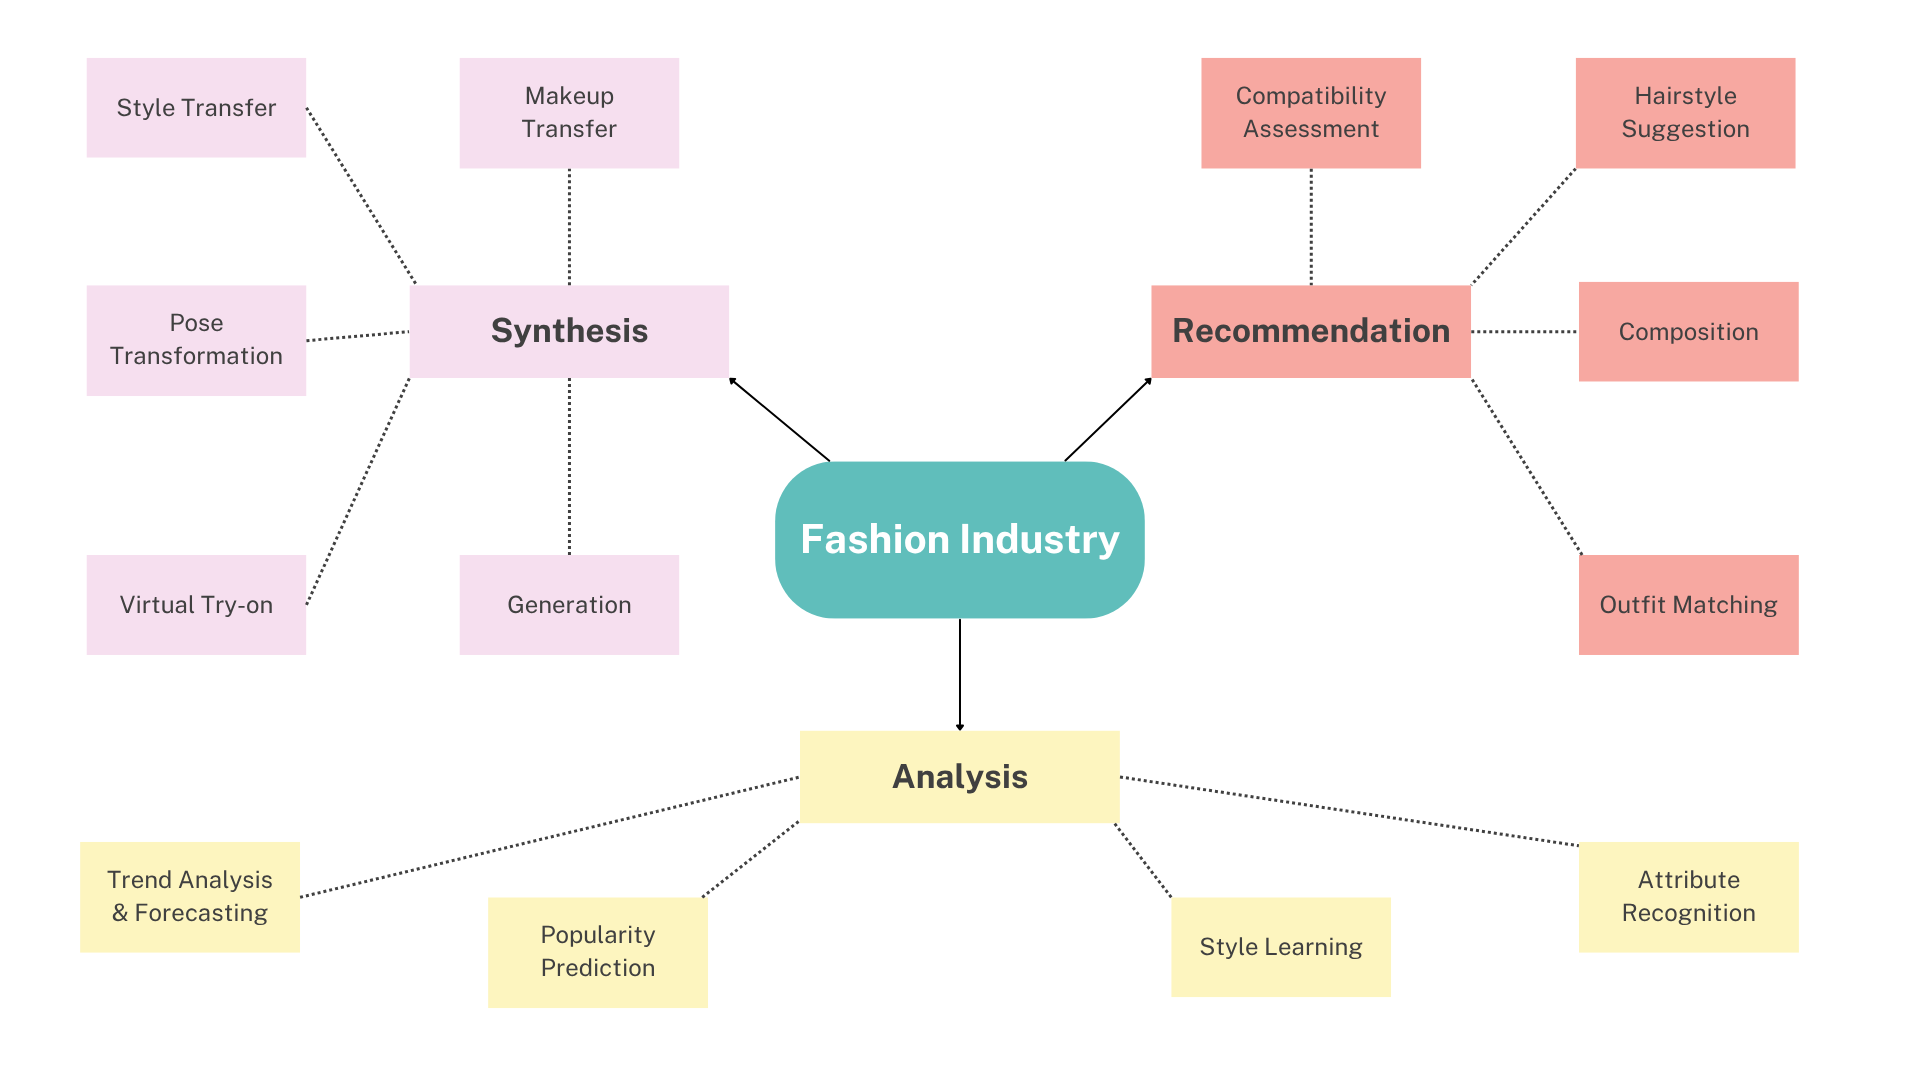 Style Transfer
Makeup
Transfer
Compatibility
Assessment
Hairstyle
Suggestion
Pose
Transformation
Synthesis
Recommendation
Composition
Fashion Industry
Virtual Try-on
Generation
Outfit Matching
Analysis
Trend Analysis
& Forecasting
Popularity
Prediction
Style Learning
Attribute
Recognition